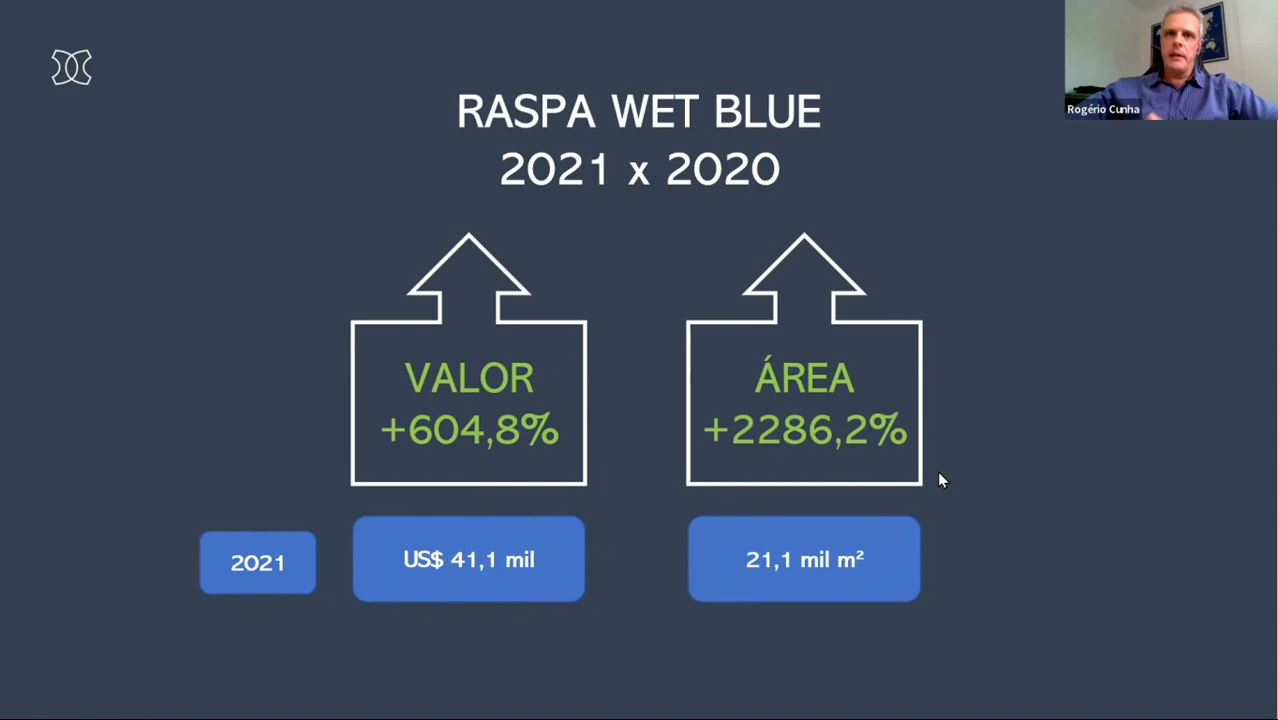 Rogério Cunha
RASPA WET BLUE
2021 x 2020
VALOR
+604,8%
ÁREA
+2286,2%
2021
US$ 41,1 mil
21,1 mil m²